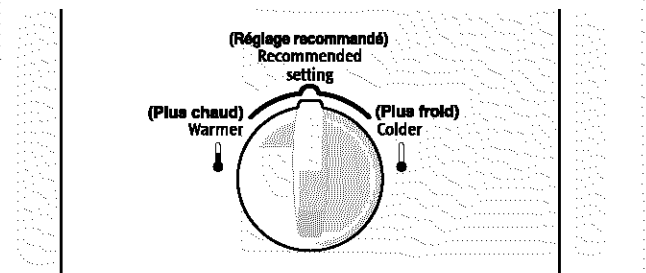 (Réglage recommandé)
Recommended
setting
(Plus chaud)
Warmer
(Plus froid)
Colder